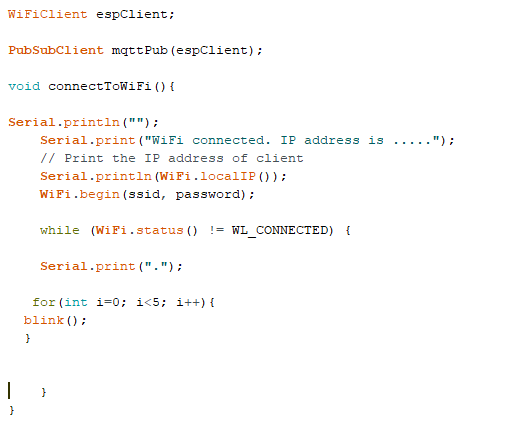 WiFiClient espClient;
PubSubClient mqttPub(espClient);
void connectToWiFi(){
Serial.println("");
Serial.print("WiFi connected. IP address is .....");
// Print the IP address of client
Serial.println(WiFi.localIP());
WiFi.begin(ssid, password);
while (WiFi.status() != WL_CONNECTED) {
Serial.print(".");
for(int i=0; i<5; i++){
blink();
}
}
}